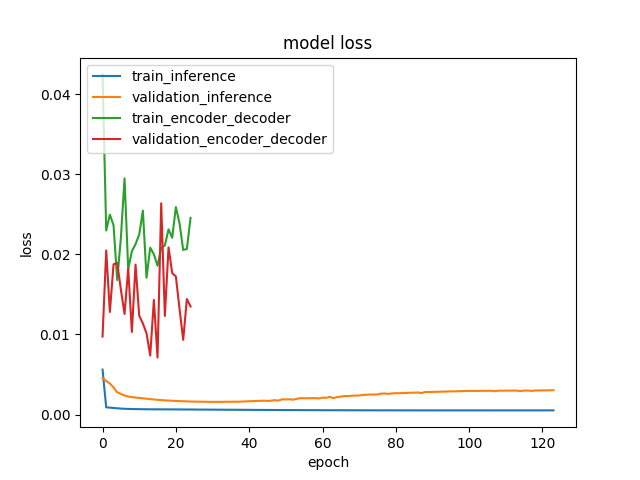 model loss
train_inference
validation_inference
train_encoder_decoder
validation_encoder_decoder
0.04
0.03
0.02
0.01
0.00
loss
0 20 40 60 80 100 120
epoch